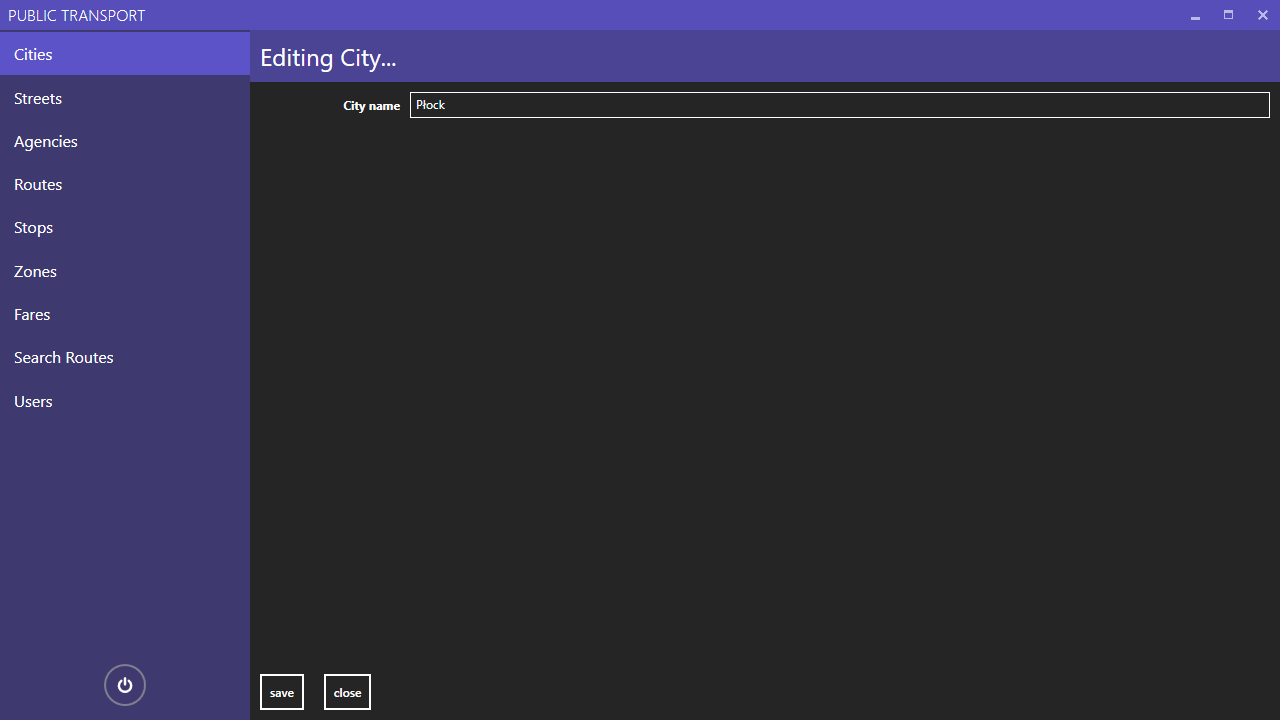 PUBLIC TRANSPORT
Cities
Streets
Agencies
Routes
Stops
Zones
Fares
Search Routes
Users
Editing City...
City name
Płock
save
close